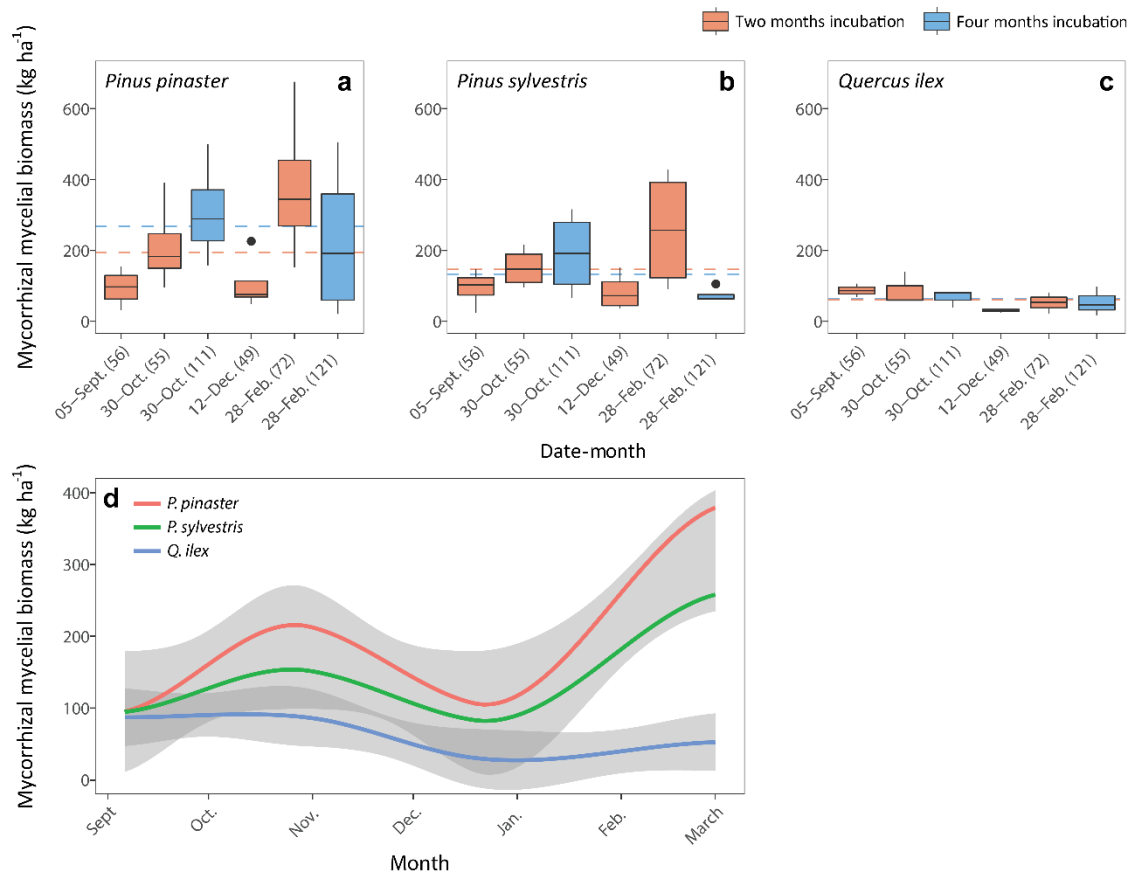 Two months incubation
Four months incubation
Mycorrhizal mycelial biomass (kg ha⁻¹)
Pinus pinaster
a
600
400
200
0
05−Sept. (56)
30−Oct. (55)
30−Oct. (111)
12−Dec. (49)
28−Feb. (72)
28−Feb. (121)
Pinus sylvestris
b
600
400
200
0
05−Sept. (56)
30−Oct. (55)
30−Oct. (111)
12−Dec. (49)
28−Feb. (72)
28−Feb. (121)
Quercus ilex
c
600
400
200
0
05−Sept. (56)
30−Oct. (55)
30−Oct. (111)
12−Dec. (49)
28−Feb. (72)
28−Feb. (121)
Date-month
Mycorrhizal mycelial biomass (kg ha⁻¹)
d
P. pinaster
P. sylvestris
Q. ilex
400
300
200
100
0
Sept
Oct.
Nov.
Dec.
Jan.
Feb.
March
Month